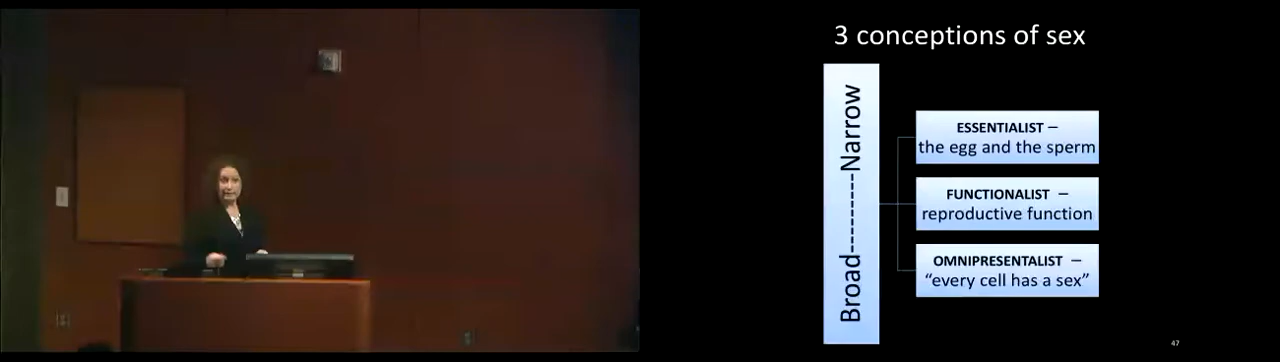 3 conceptions of sex
Broad-----------Narrow
ESSENTIALIST –
the egg and the sperm
FUNCTIONALIST –
reproductive function
OMNIPRESENTALIST –
“every cell has a sex”
47